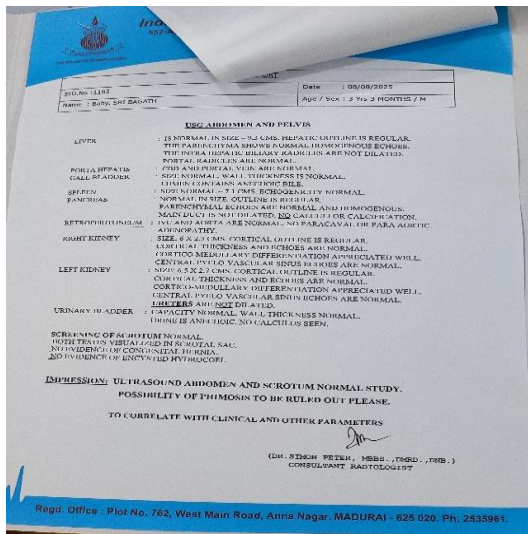 Ind
652-A
Date : 08/08/2025
Name : Baby. SRI BAGATH
Age / Sex : 3 Yrs 3 MONTHS / M
USG ABDOMEN AND PELVIS
LIVER : IS NORMAL IN SIZE – 9.3 CMS. HEPATIC OUTLINE IS REGULAR.
THE PARENCHYMA SHOWS NORMAL HOMOGENOUS ECHOES.
THE INTRA HEPATIC BILIARY RADICLES ARE NOT DILATED.
PORTAL RADICLES ARE NORMAL.
PORTA HEPATIS : CBD AND PORTAL VEIN ARE NORMAL.
GALL BLADDER : SIZE NORMAL. WALL THICKNESS IS NORMAL.
LUMEN CONTAINS ANECHOIC BILE.
SPLEEN : SIZE NORMAL – 7.1 CMS. ECHOGENICITY NORMAL.
PANCREAS : NORMAL IN SIZE. OUTLINE IS REGULAR.
PARENCHYMAL ECHOES ARE NORMAL AND HOMOGENOUS.
MAIN DUCT IS NOT DILATED. NO CALCULI OR CALCIFICATION.
RETROPERITONEUM : IVC AND AORTA ARE NORMAL. NO PARACAVAL OR PARA AORTIC
ADENOPATHY.
RIGHT KIDNEY : SIZE. 6 X 2.3 CMS. CORTICAL OUTLINE IS REGULAR.
CORTICAL THICKNESS AND ECHOES ARE NORMAL.
CORTICO-MEDULLARY DIFFERENTIATION APPRECIATED WELL.
CENTRAL PYELO VASCULAR SINUS ECHOES ARE NORMAL.
LEFT KIDNEY : SIZE. 6.5 X 2.7 CMS. CORTICAL OUTLINE IS REGULAR.
CORTICAL THICKNESS AND ECHOES ARE NORMAL.
CORTICO-MEDULLARY DIFFERENTIATION APPRECIATED WELL.
CENTRAL PYELO VASCULAR SINUS ECHOES ARE NORMAL.
URETERS ARE NOT DILATED.
URINARY BLADDER : CAPACITY NORMAL. WALL THICKNESS NORMAL.
URINE IS ANECHOIC. NO CALCULUS SEEN.
SCREENING OF SCROTUM NORMAL.
BOTH TESTES VISUALIZED IN SCROTAL SAC.
NO EVIDENCE OF CONGENITAL HERNIA.
NO EVIDENCE OF ENCYSTED HYDROCOEL.
IMPRESSION: ULTRASOUND ABDOMEN AND SCROTUM NORMAL STUDY.
POSSIBILITY OF PHIMOSIS TO BE RULED OUT PLEASE.
TO CORRELATE WITH CLINICAL AND OTHER PARAMETERS
(DR. SIMON PETER, MBBS.,DMRD.,DNB.)
CONSULTANT RADIOLOGIST
Regd. Office : Plot No. 762, West Main Road, Anna Nagar. MADURAI - 625 020. Ph: 2535961.